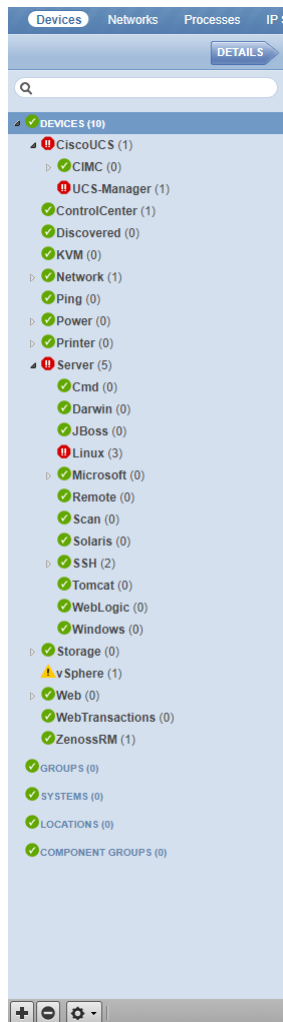 Devices Networks Processes IP
DETAILS
DEVICES (10)
CiscoUCS (1)
CIMC (0)
UCS-Manager (1)
ControlCenter (1)
Discovered (0)
KVM (0)
Network (1)
Ping (0)
Power (0)
Printer (0)
Server (5)
Cmd (0)
Darwin (0)
JBoss (0)
Linux (3)
Microsoft (0)
Remote (0)
Scan (0)
Solaris (0)
SSH (2)
Tomcat (0)
WebLogic (0)
Windows (0)
Storage (0)
vSphere (1)
Web (0)
WebTransactions (0)
ZenossRM (1)
GROUPS (0)
SYSTEMS (0)
LOCATIONS (0)
COMPONENT GROUPS (0)